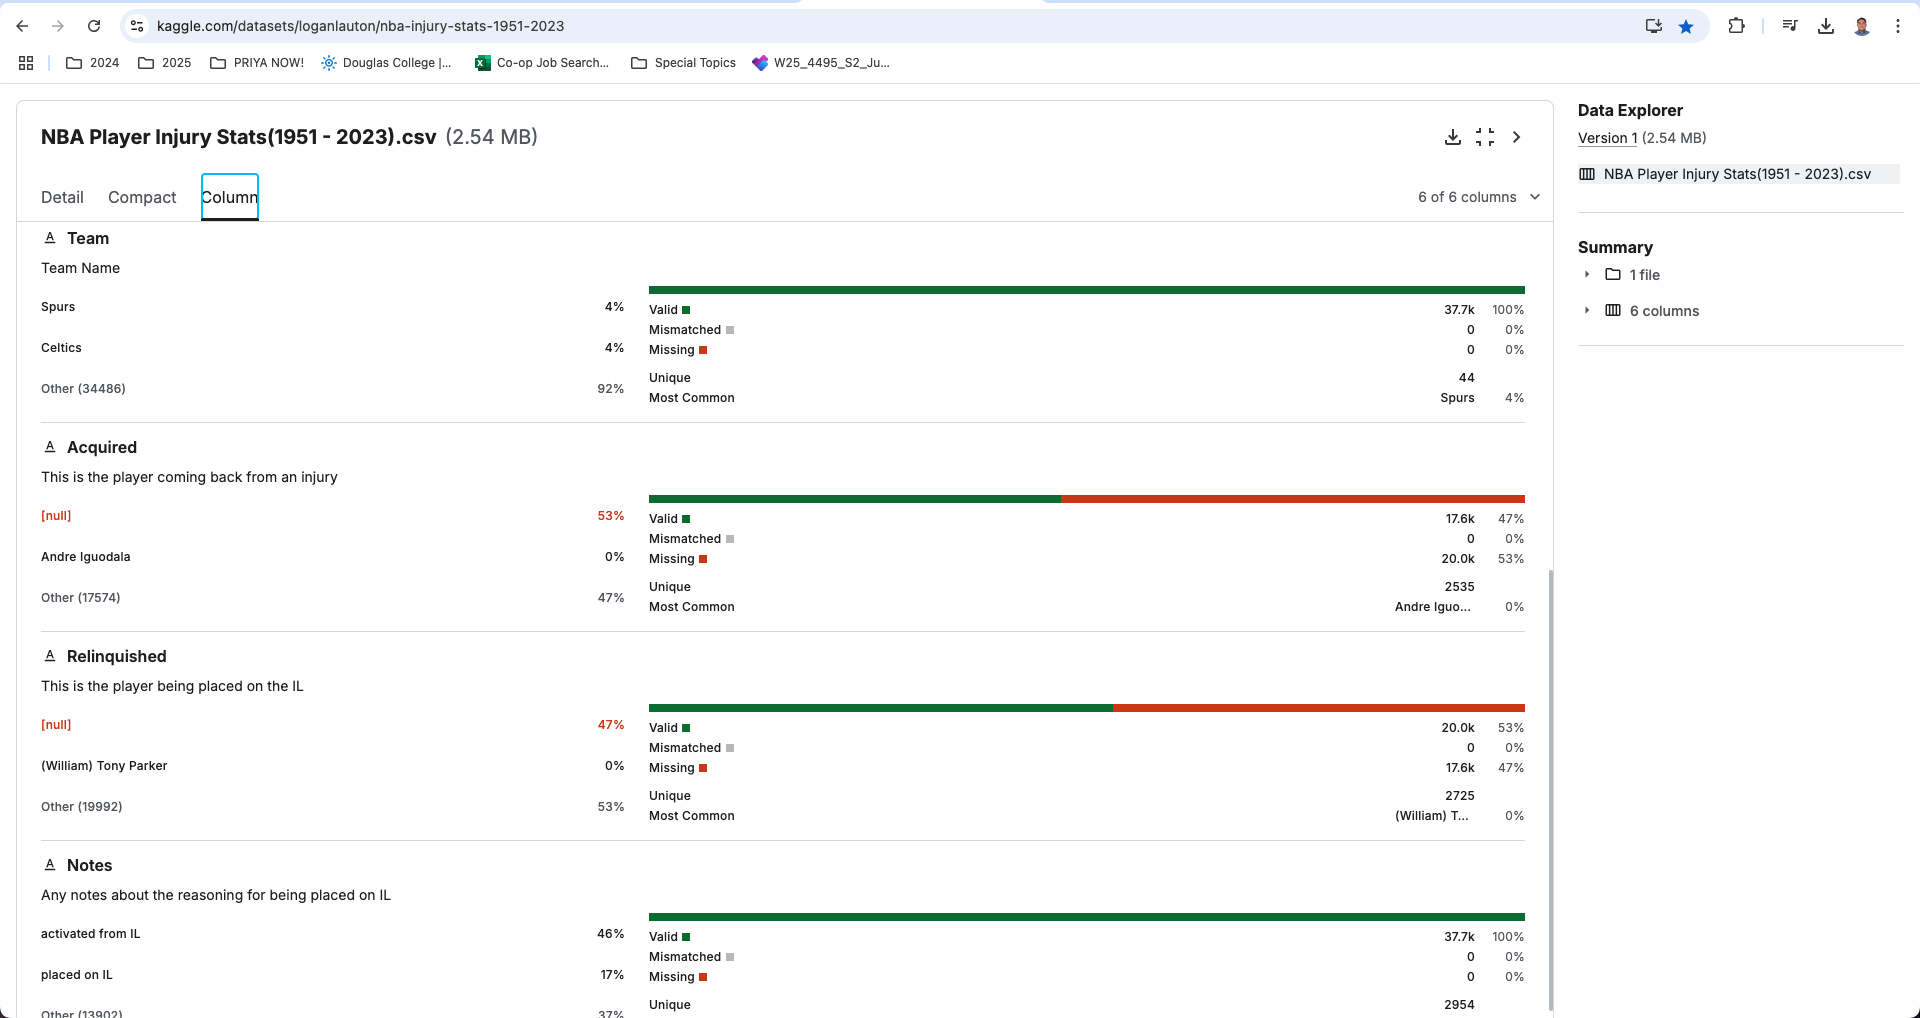 kaggle.com/datasets/loganlauton/nba-injury-stats-1951-2023
2024 2025 PRIYA NOW! Douglas College |... Co-op Job Search... Special Topics W25_4495_S2_Ju...
NBA Player Injury Stats(1951 - 2023).csv (2.54 MB)
Detail Compact Column 6 of 6 columns
Team
Team Name
Spurs 4%
Celtics 4%
Other (34486) 92%
Valid 37.7k 100%
Mismatched 0 0%
Missing 0 0%
Unique 44
Most Common Spurs 4%
Acquired
This is the player coming back from an injury
[null] 53%
Andre Iguodala 0%
Other (17574) 47%
Valid 17.6k 47%
Mismatched 0 0%
Missing 20.0k 53%
Unique 2535
Most Common Andre Iguo... 0%
Relinquished
This is the player being placed on the IL
[null] 47%
(William) Tony Parker 0%
Other (19992) 53%
Valid 20.0k 53%
Mismatched 0 0%
Missing 17.6k 47%
Unique 2725
Most Common (William) T... 0%
Notes
Any notes about the reasoning for being placed on IL
activated from IL 46%
placed on IL 17%
Other (13902) 37%
Valid 37.7k 100%
Mismatched 0 0%
Missing 0 0%
Unique 2954
Data Explorer
Version 1 (2.54 MB)
NBA Player Injury Stats(1951 - 2023).csv
Summary
1 file
6 columns